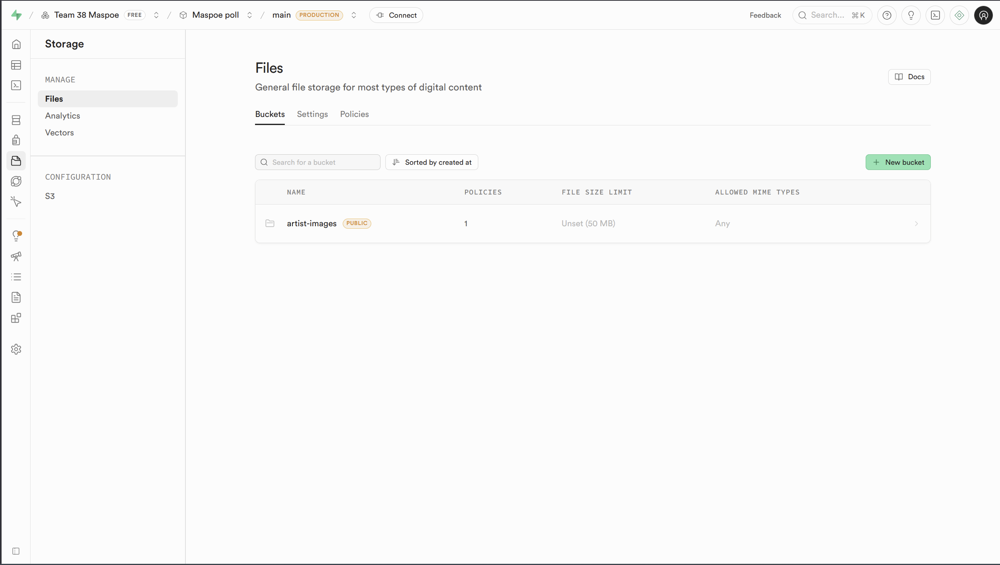 Team 38 Maspoe FREE Maspoe poll main PRODUCTION Connect Feedback Search... ⌘K
Storage
MANAGE
Files
Analytics
Vectors
CONFIGURATION
S3
Files
General file storage for most types of digital content
Docs
Buckets Settings Policies
Search for a bucket Sorted by created at New bucket
NAME POLICIES FILE SIZE LIMIT ALLOWED MIME TYPES
artist-images PUBLIC 1 Unset (50 MB) Any